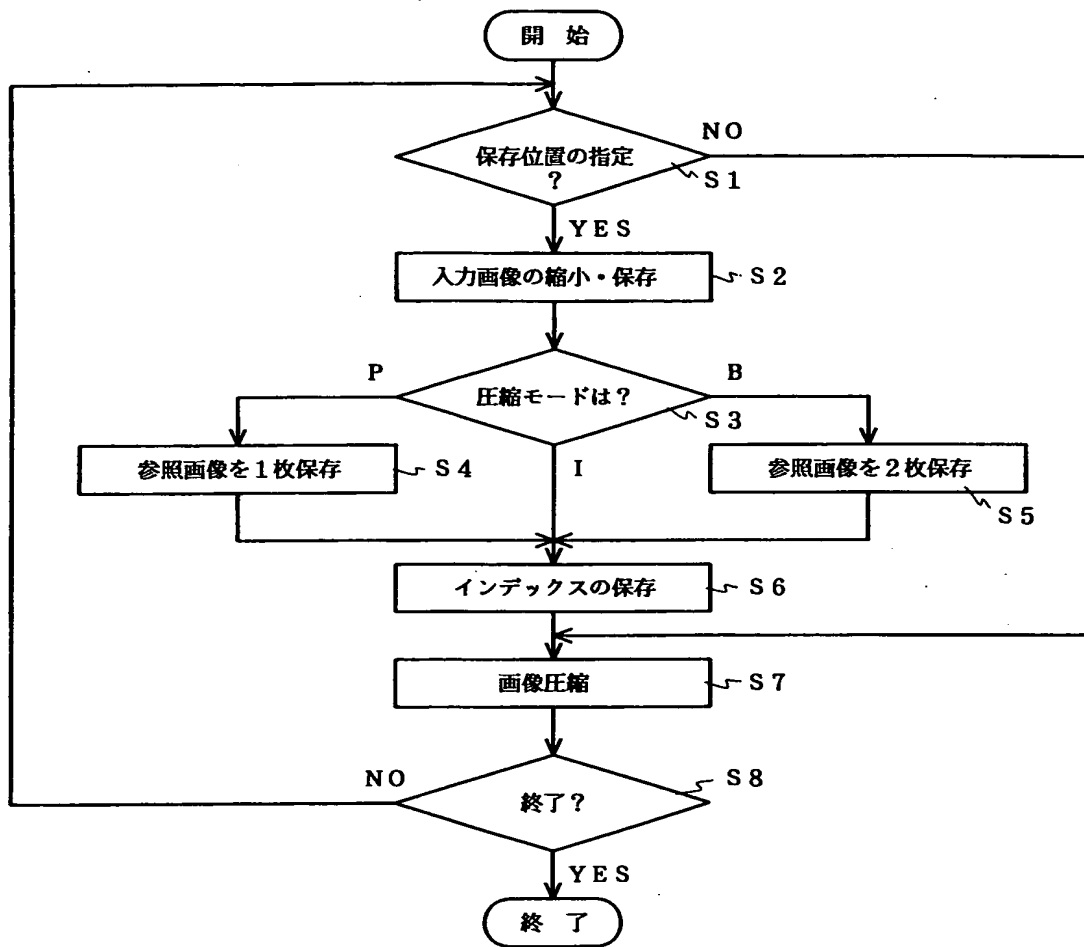 開 始
NO
保存位置の指定
?
S1
YES
入力画像の縮小・保存
S2
P
圧縮モードは?
B
S3
参照画像を1枚保存
S4
I
参照画像を2枚保存
S5
インデックスの保存
S6
画像圧縮
S7
NO
終了?
S8
YES
終 了